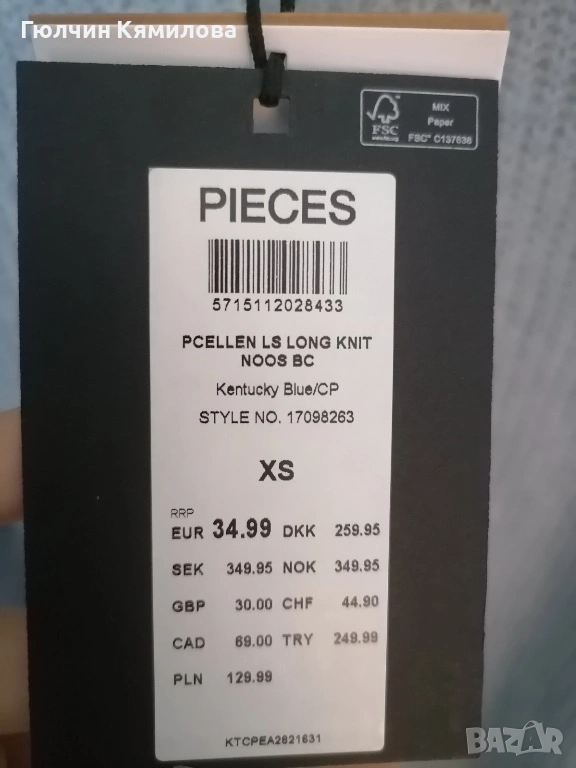 Гюлчин Кямилова
FSC
MIX
Paper
FSC® C137638
PIECES
5715112028433
PCELLEN LS LONG KNIT
NOOS BC
Kentucky Blue/CP
STYLE NO. 17098263
XS
RRP
EUR 34.99 DKK 259.95
SEK 349.95 NOK 349.95
GBP 30.00 CHF 44.90
CAD 69.00 TRY 249.99
PLN 129.99
KTCPEA2821631
BAZAR